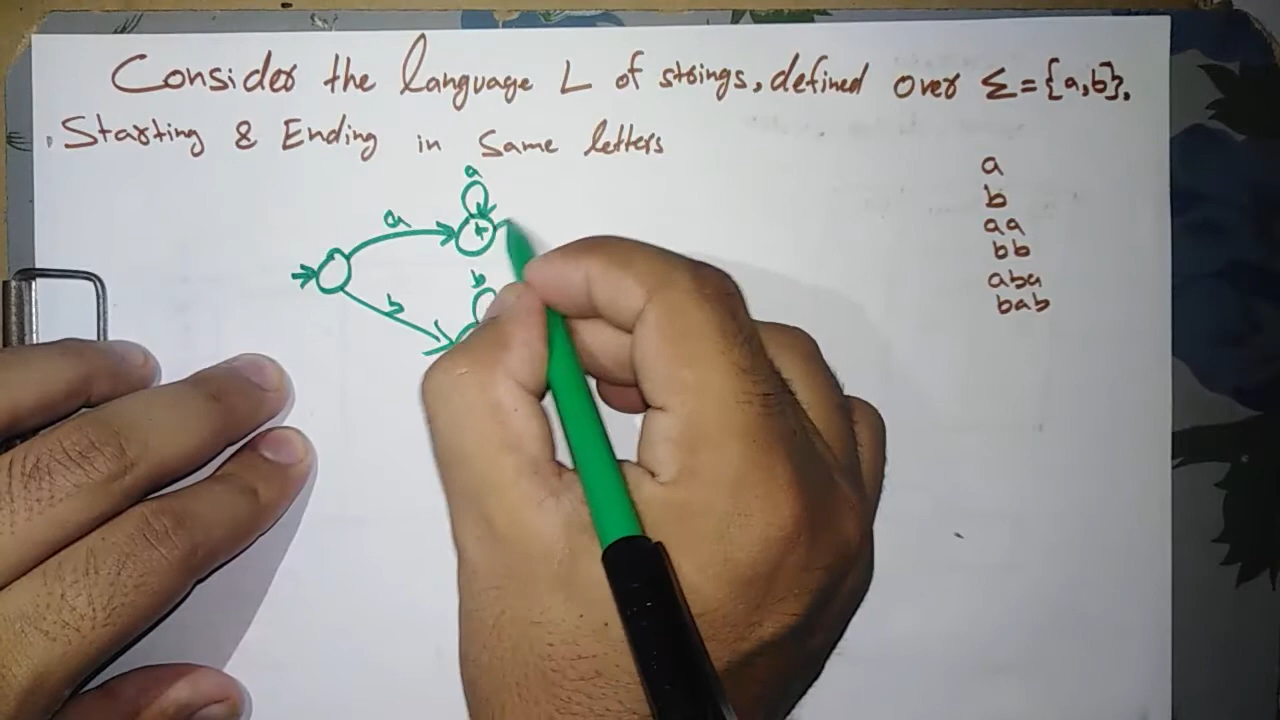 Consider the language L of strings, defined over Σ = {a,b}.
Starting & Ending in Same letters
a
b
aa
bb
aba
bab
a
a
+
b
b